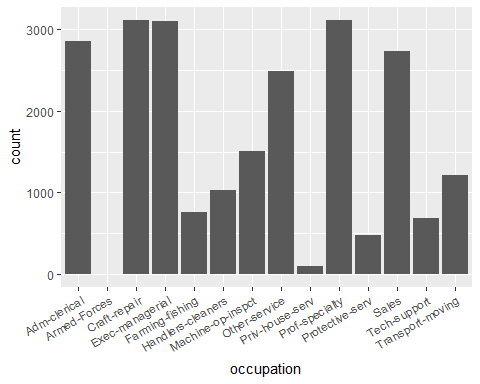 3000
2000
1000
0
count
Adm-clerical
Armed-Forces
Craft-repair
Exec-managerial
Farming-fishing
Handlers-cleaners
Machine-op-inspct
Other-service
Priv-house-serv
Prof-specialty
Protective-serv
Sales
Tech-support
Transport-moving
occupation